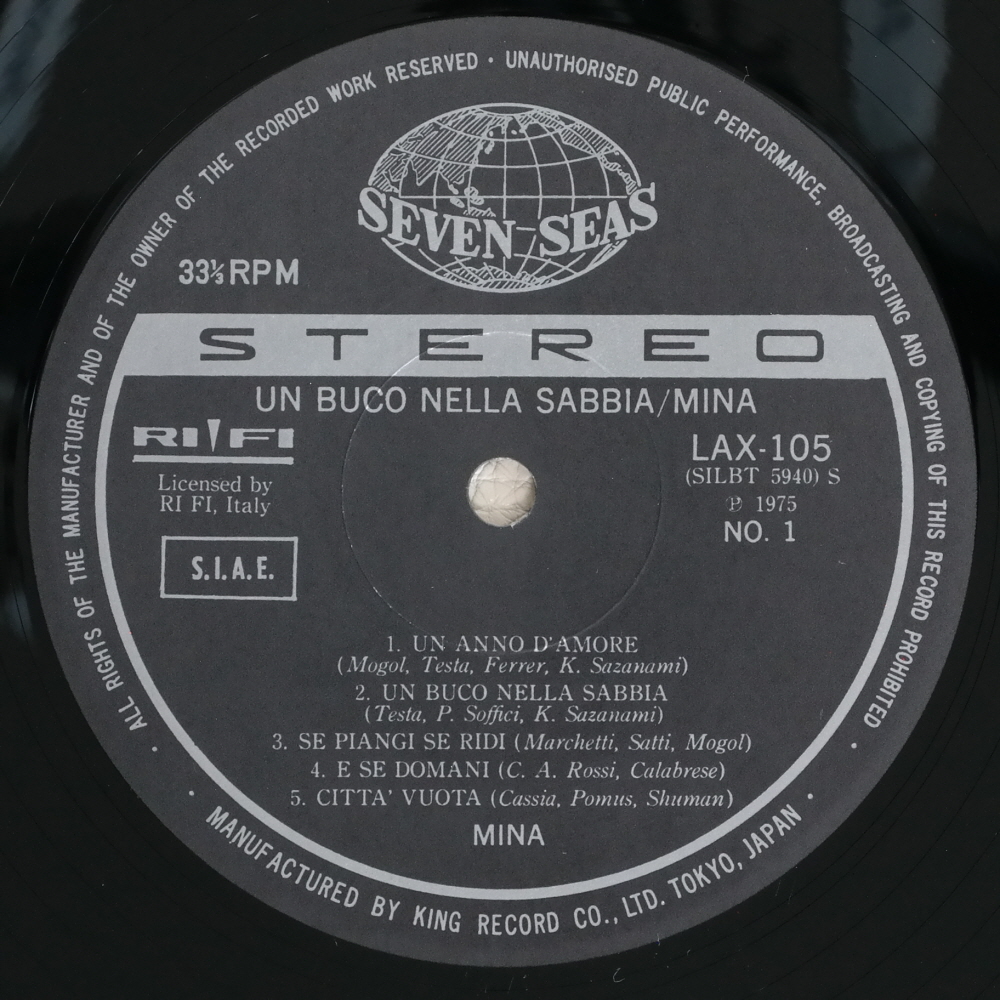 ALL RIGHTS OF THE MANUFACTURER AND OF THE OWNER OF THE RECORDED WORK RESERVED · UNAUTHORISED PUBLIC PERFORMANCE, BROADCASTING AND COPYING OF THIS RECORD PROHIBITED ·
SEVEN SEAS
33⅓ RPM
STEREO
UN BUCO NELLA SABBIA/MINA
RI FI
Licensed by
RI FI, Italy
S.I.A.E.
LAX-105
(SILBT 5940) S
℗ 1975
NO. 1
1. UN ANNO D'AMORE
(Mogol, Testa, Ferrer, K. Sazanami)
2. UN BUCO NELLA SABBIA
(Testa, P. Soffici, K. Sazanami)
3. SE PIANGI SE RIDI (Marchetti, Satti, Mogol)
4. E SE DOMANI (C. A. Rossi, Calabrese)
5. CITTA' VUOTA (Cassia, Pomus, Shuman)
MINA
· MANUFACTURED BY KING RECORD CO., LTD. TOKYO, JAPAN ·